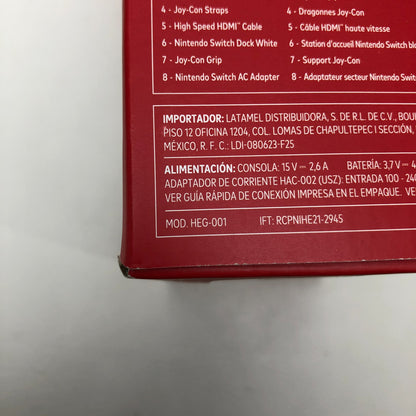 4 - Joy-Con Straps
5 - High Speed HDMI™ Cable
6 - Nintendo Switch Dock White
7 - Joy-Con Grip
8 - Nintendo Switch AC Adapter
4 - Dragonnes Joy-Con
5 - Câble HDMI™ haute vitesse
6 - Station d'accueil Nintendo Switch
7 - Support Joy-Con
8 - Adaptateur secteur Nintendo
IMPORTADOR: LATAMEL DISTRIBUIDORA, S. DE R.L. DE C.V.,
PISO 12 OFICINA 1204, COL. LOMAS DE CHAPULTEPEC I SECCIÓN,
MÉXICO, R. F. C.: LDI-080623-F25
ALIMENTACIÓN: CONSOLA: 15 V ⎓ 2,6 A BATERÍA: 3,7 V ⎓
ADAPTADOR DE CORRIENTE HAC-002 (USZ): ENTRADA 100 -
VER GUÍA RÁPIDA DE CONEXIÓN IMPRESA EN EL EMPAQUE.
MOD. HEG-001 IFT: RCPNIHE21-2945